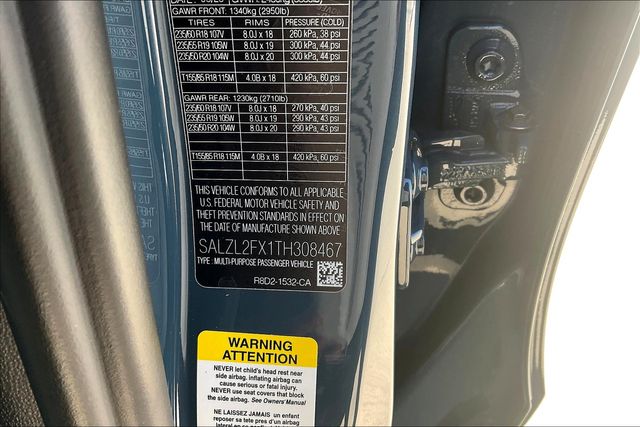 GAWR FRONT: 1340kg (2950lb)
TIRES RIMS PRESSURE (COLD)
235/60 R18 107V 8.0J x 18 260 kPa, 38 psi
235/55 R19 105W 8.0J x 19 300 kPa, 44 psi
235/50 R20 104W 8.0J x 20 300 kPa, 44 psi
T155/85 R18 115M 4.0B x 18 420 kPa, 60 psi
GAWR REAR: 1230kg (2710lb)
235/60 R18 107V 8.0J x 18 270 kPa, 40 psi
235/55 R19 105W 8.0J x 19 290 kPa, 43 psi
235/50 R20 104W 8.0J x 20 290 kPa, 43 psi
T155/85 R18 115M 4.0B x 18 420 kPa, 60 psi
THIS VEHICLE CONFORMS TO ALL APPLICABLE
U.S. FEDERAL MOTOR VEHICLE SAFETY AND
THEFT PREVENTION STANDARDS IN EFFECT ON
THE DATE OF MANUFACTURE SHOWN ABOVE.
SALZL2FX1TH308467
TYPE: MULTI-PURPOSE PASSENGER VEHICLE
R8D2-1532-CA
WARNING
ATTENTION
NEVER let child's head rest near
side airbag. inflating airbag can
cause serious or fatal injury.
NEVER use seat covers that block
the side airbag. See Owners' Manual
NE LAISSEZ JAMAIS un enfant
reposer sa tête près d'un airbag